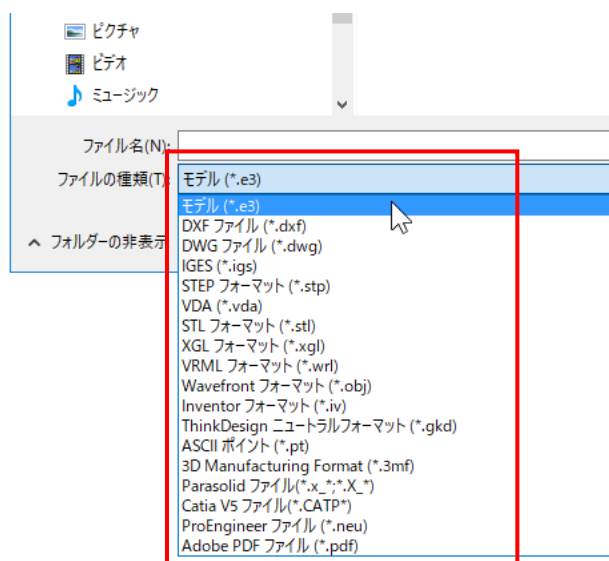 ピクチャ
ビデオ
ミュージック
ファイル名(N):
ファイルの種類(T): モデル (*.e3)
モデル (*.e3)
DXF ファイル (*.dxf)
DWG ファイル (*.dwg)
フォルダーの非表示
IGES (*.igs)
STEP フォーマット (*.stp)
VDA (*.vda)
STL フォーマット (*.stl)
XGL フォーマット (*.xgl)
VRML フォーマット (*.wrl)
Wavefront フォーマット (*.obj)
Inventor フォーマット (*.iv)
ThinkDesign ニュートラルフォーマット (*.gkd)
ASCII ポイント (*.pt)
3D Manufacturing Format (*.3mf)
Parasolid ファイル(*.x_*;*.X_*)
Catia V5 ファイル(*.CATP*)
ProEngineer ファイル (*.neu)
Adobe PDF ファイル (*.pdf)